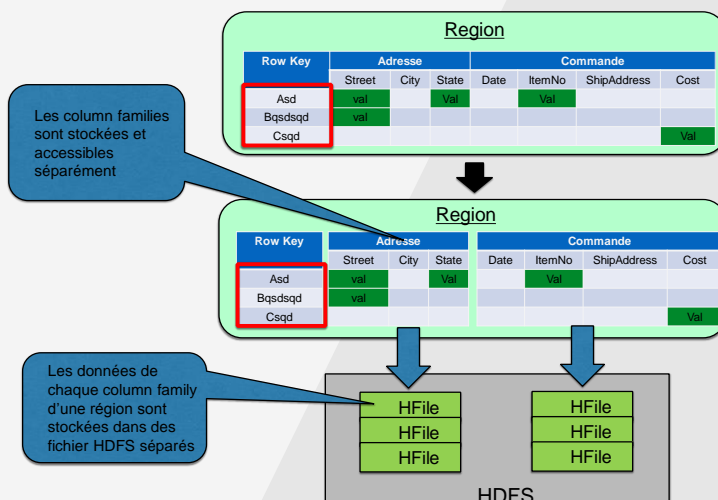 Region
Row Key Adresse Commande
Street City State Date ItemNo ShipAddress Cost
Asd val Val Val
Bqsdsqd val
Csqd Val
Les column families
sont stockées et
accessibles
séparément
Region
Row Key Adresse Commande
Street City State Date ItemNo ShipAddress Cost
Asd val Val Val
Bqsdsqd val
Csqd Val
Les données de
chaque column family
d'une région sont
stockées dans des
fichier HDFS séparés
HFile HFile
HFile HFile
HFile HFile
HDFS